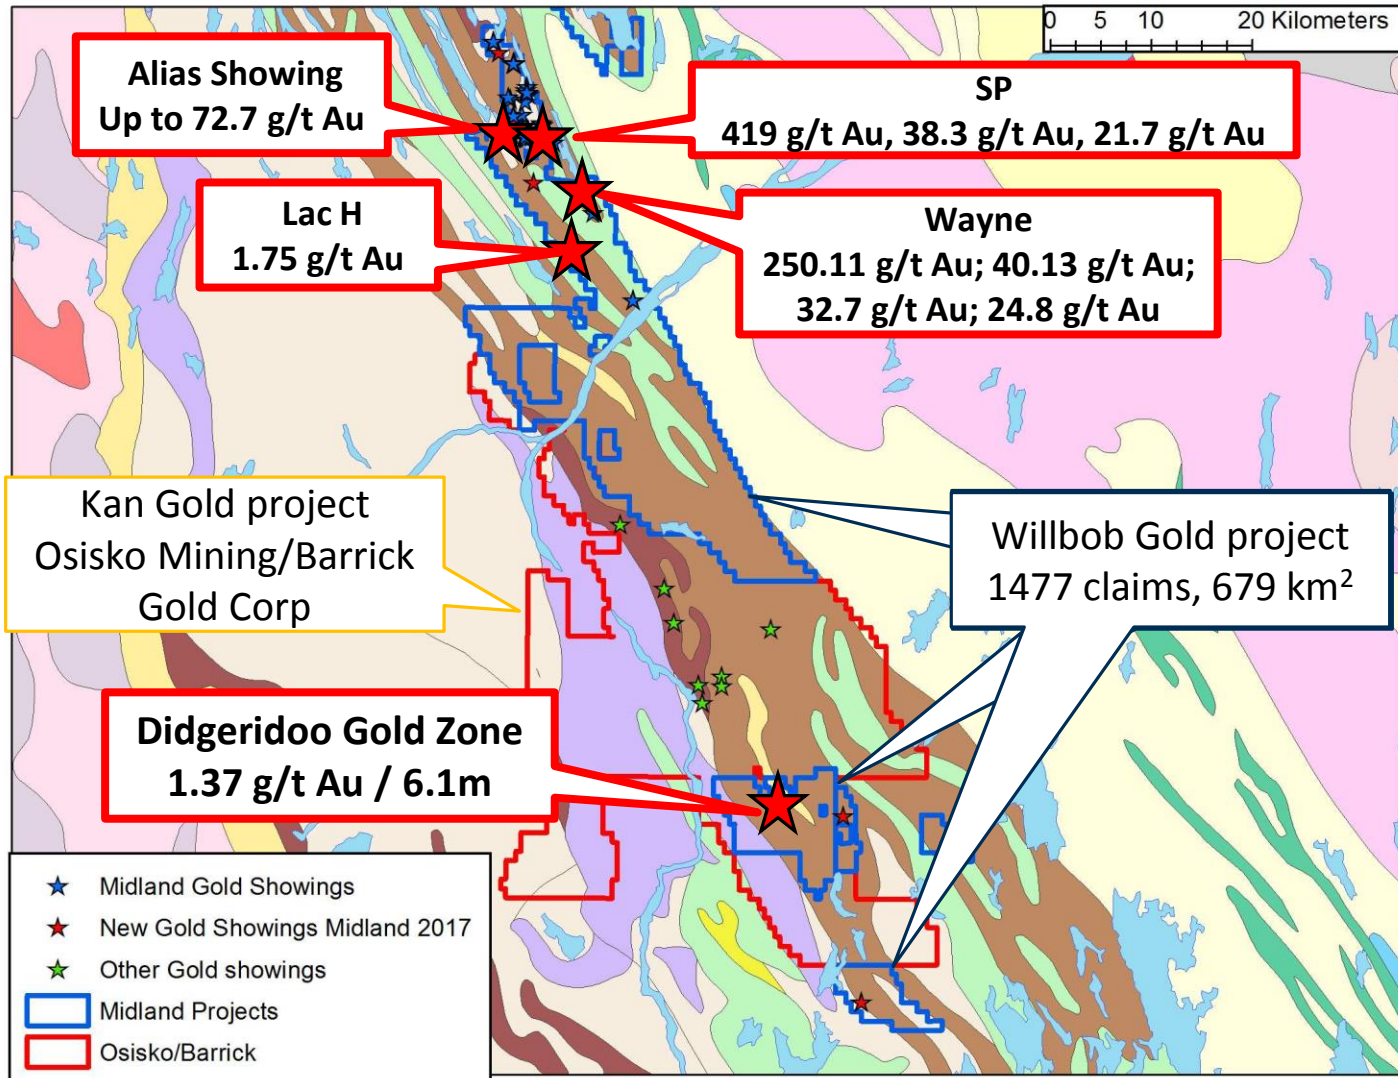 0 5 10 20 Kilometers
Alias Showing
Up to 72.7 g/t Au
SP
419 g/t Au, 38.3 g/t Au, 21.7 g/t Au
Lac H
1.75 g/t Au
Wayne
250.11 g/t Au; 40.13 g/t Au;
32.7 g/t Au; 24.8 g/t Au
Kan Gold project
Osisko Mining/Barrick
Gold Corp
Willbob Gold project
1477 claims, 679 km²
Didgeridoo Gold Zone
1.37 g/t Au / 6.1m
Midland Gold Showings
New Gold Showings Midland 2017
Other Gold showings
Midland Projects
Osisko/Barrick